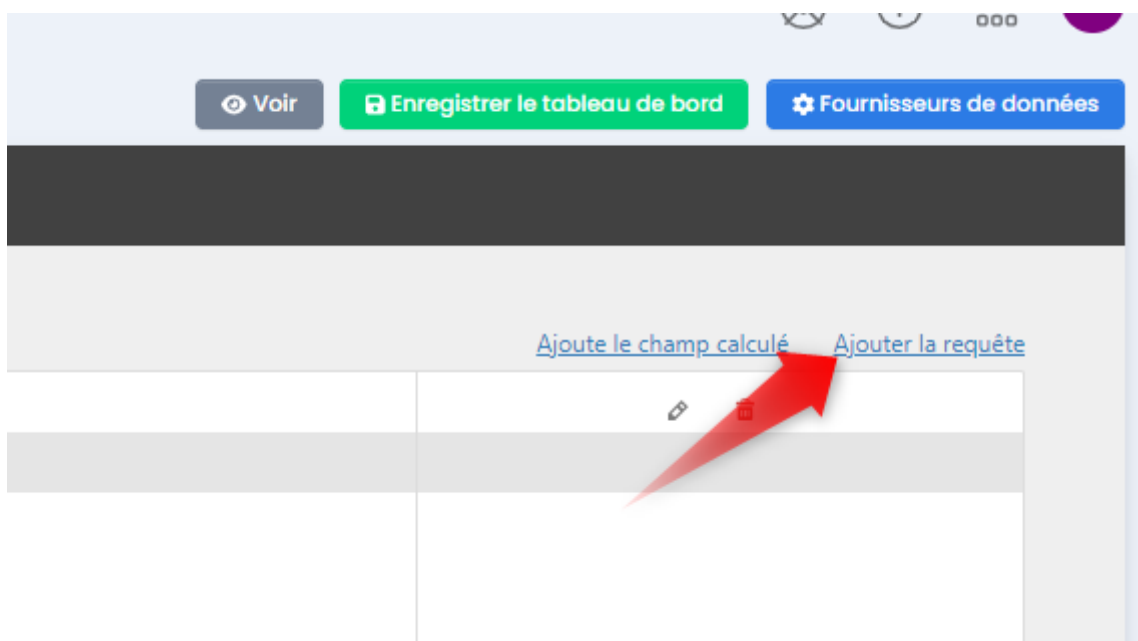 Voir
Enregistrer le tableau de bord
Fournisseurs de données
Ajoute le champ calculé
Ajouter la requête